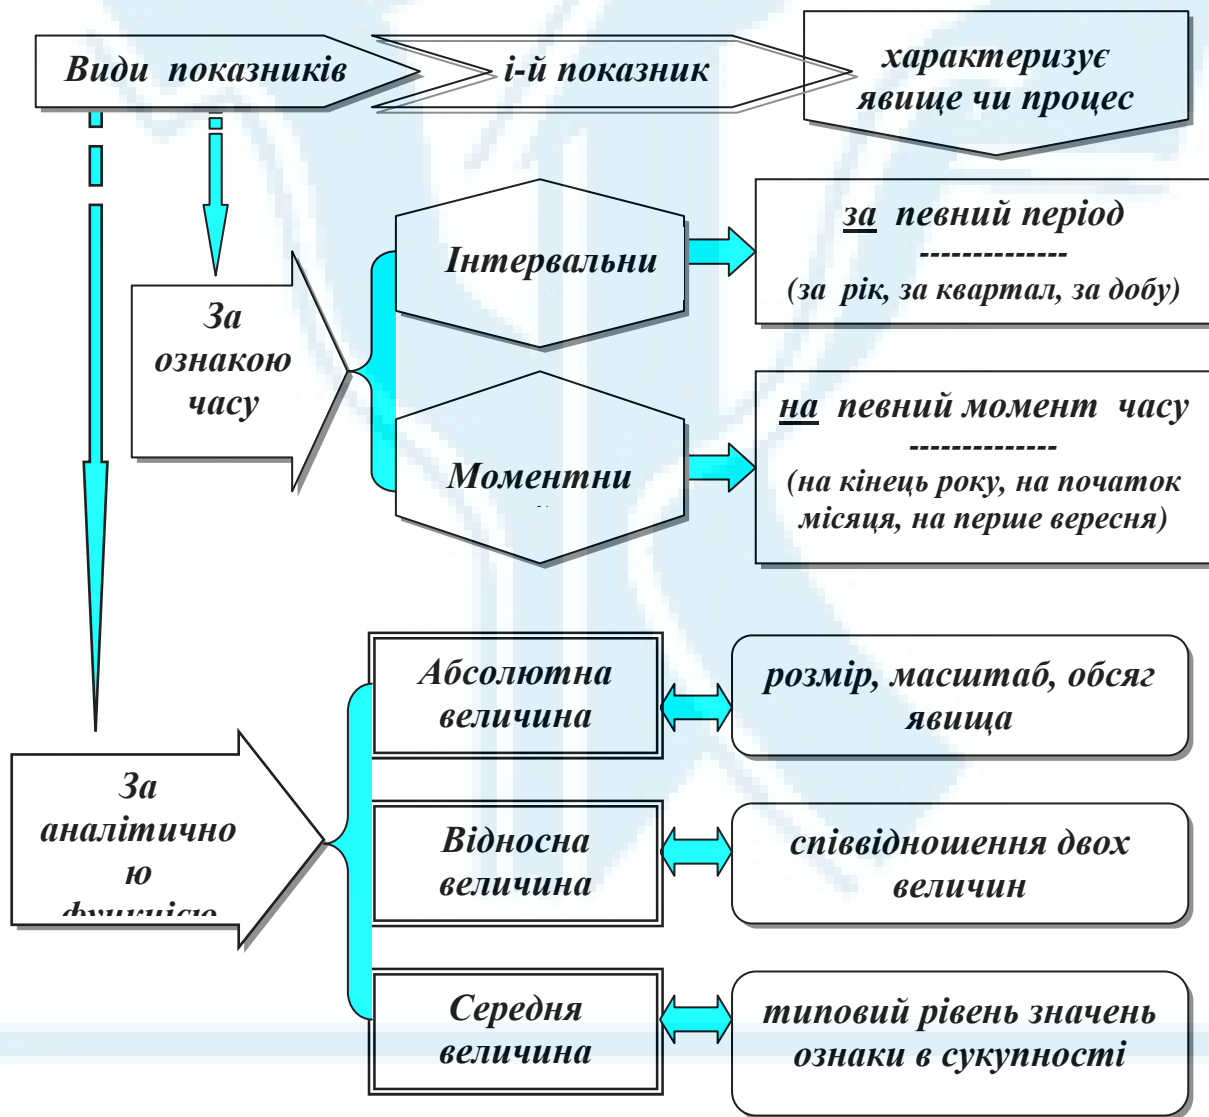 Види показників
і-й показник
характеризує
явище чи процес
За
ознакою
часу
Інтервальни
за певний період
--------------
(за рік, за квартал, за добу)
Моментни
на певний момент часу
--------------
(на кінець року, на початок
місяця, на перше вересня)
За
аналітично
ю
функцією
Абсолютна
величина
розмір, масштаб, обсяг
явища
Відносна
величина
співвідношення двох
величин
Середня
величина
типовий рівень значень
ознаки в сукупності